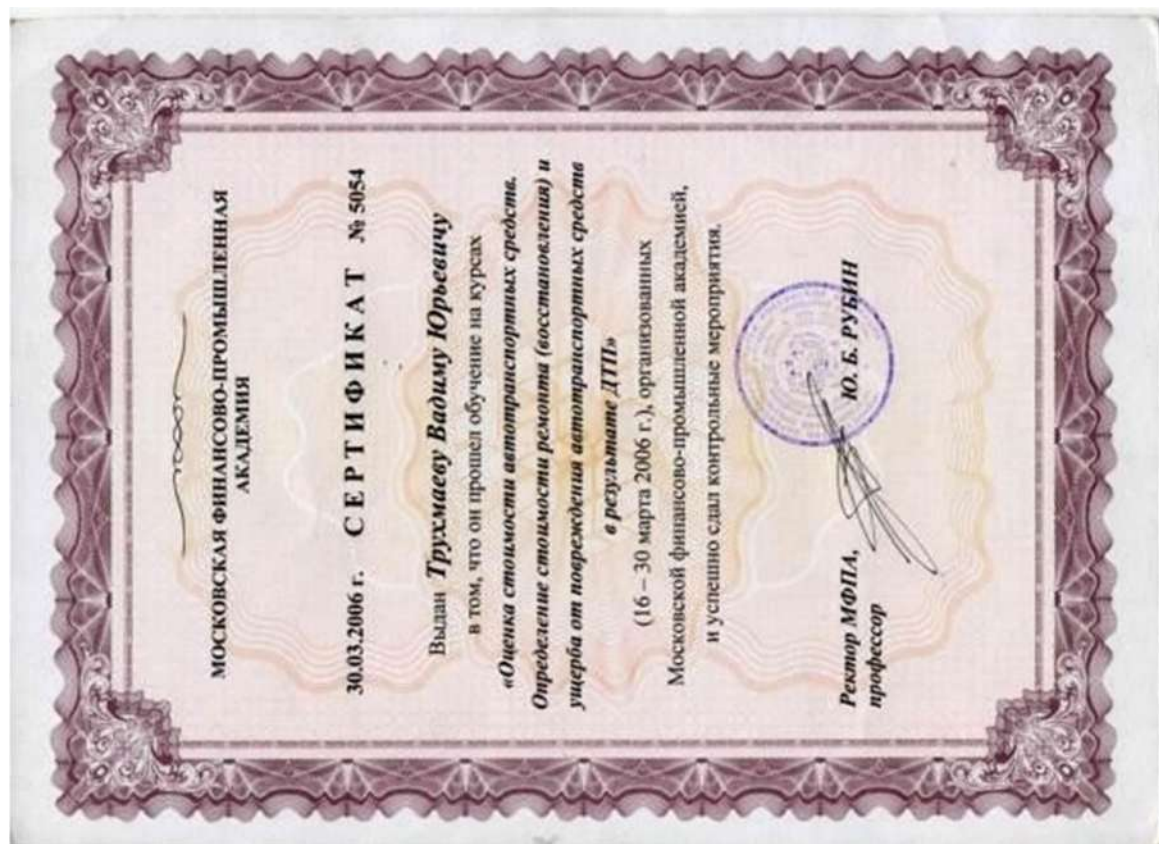 МОСКОВСКАЯ ФИНАНСОВО-ПРОМЫШЛЕННАЯ
АКАДЕМИЯ
30.03.2006 г. СЕРТИФИКАТ № 5054
Выдан Трухмаеву Вадиму Юрьевичу
в том, что он прошел обучение на курсах
«Оценка стоимости автотранспортных средств.
Определение стоимости ремонта (восстановления) и
ущерба от повреждения автотранспортных средств
в результате ДТП»
(16 – 30 марта 2006 г.), организованных
Московской финансово-промышленной академией,
и успешно сдал контрольные мероприятия.
Ректор МФПА,
профессор Ю. Б. РУБИН